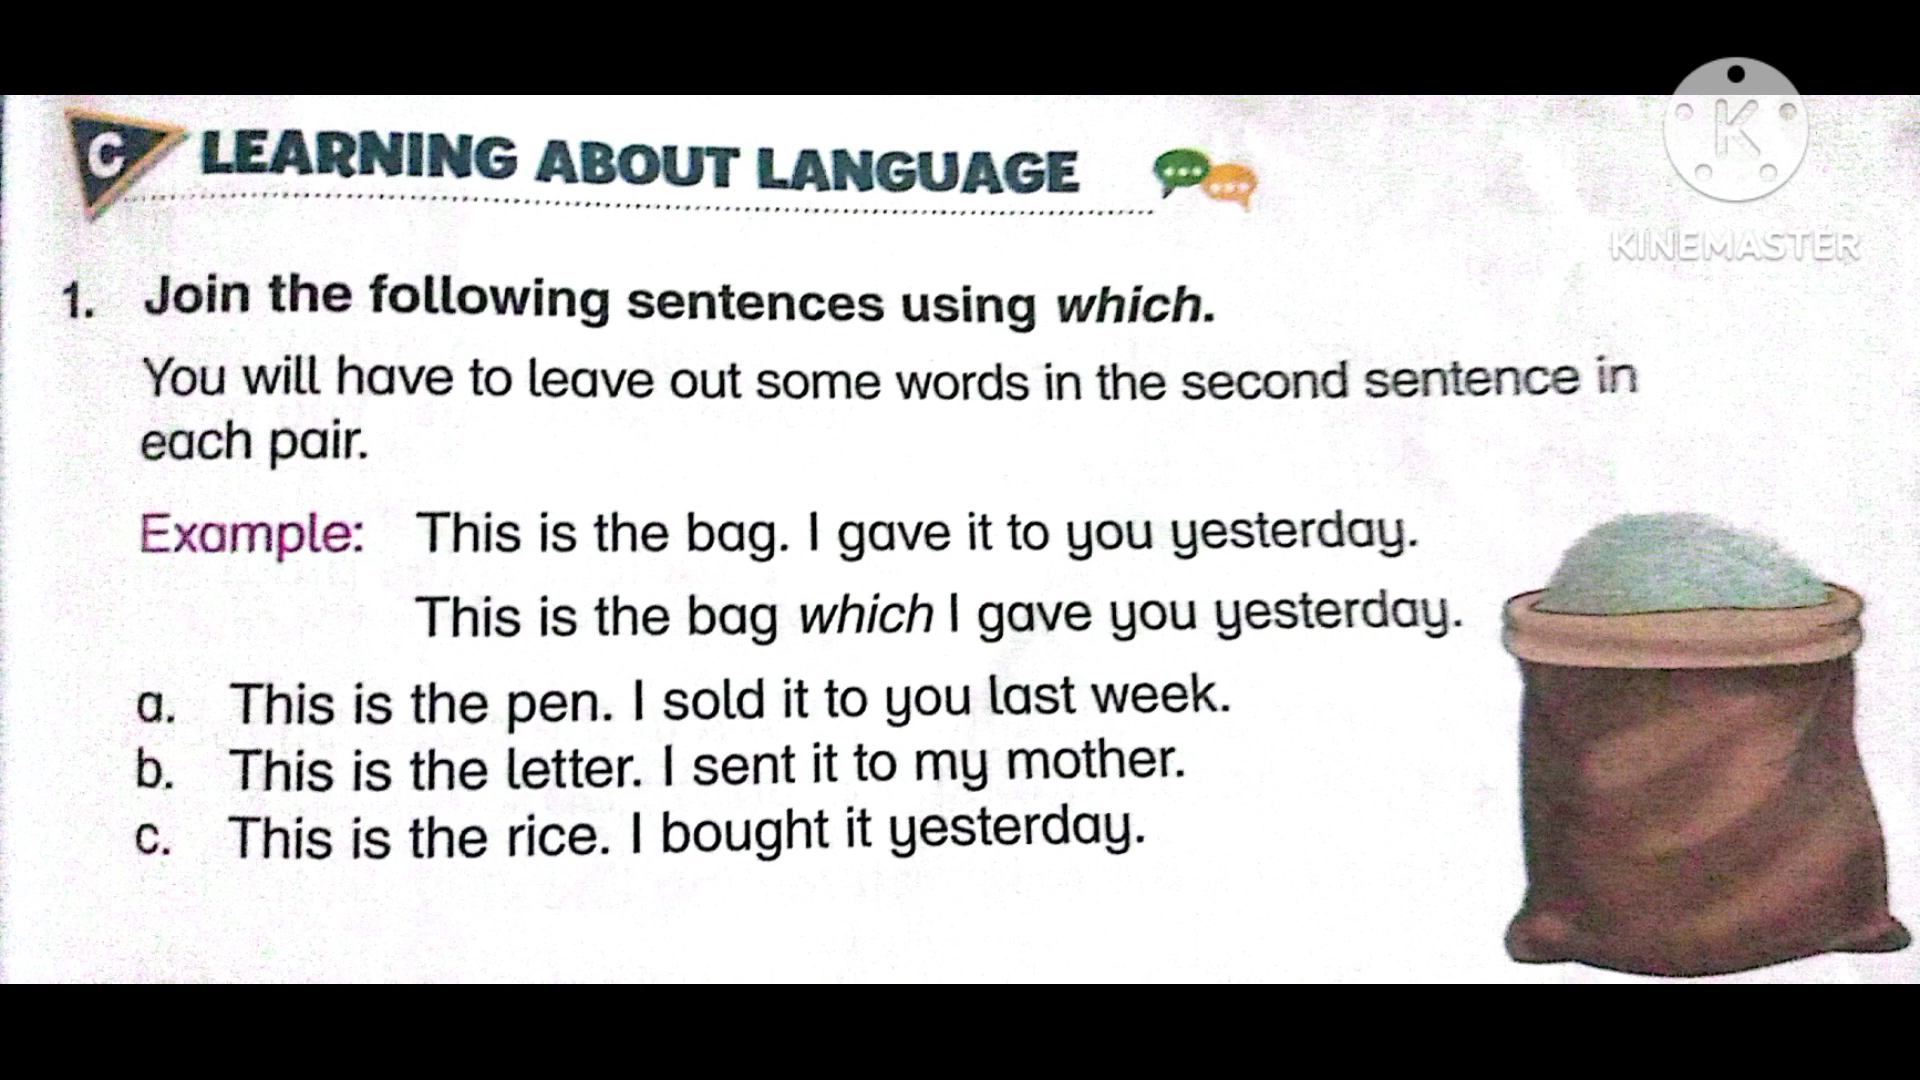 C LEARNING ABOUT LANGUAGE
K
KINEMASTER
1. Join the following sentences using which.
You will have to leave out some words in the second sentence in
each pair.
Example: This is the bag. I gave it to you yesterday.
This is the bag which I gave you yesterday.
a. This is the pen. I sold it to you last week.
b. This is the letter. I sent it to my mother.
c. This is the rice. I bought it yesterday.